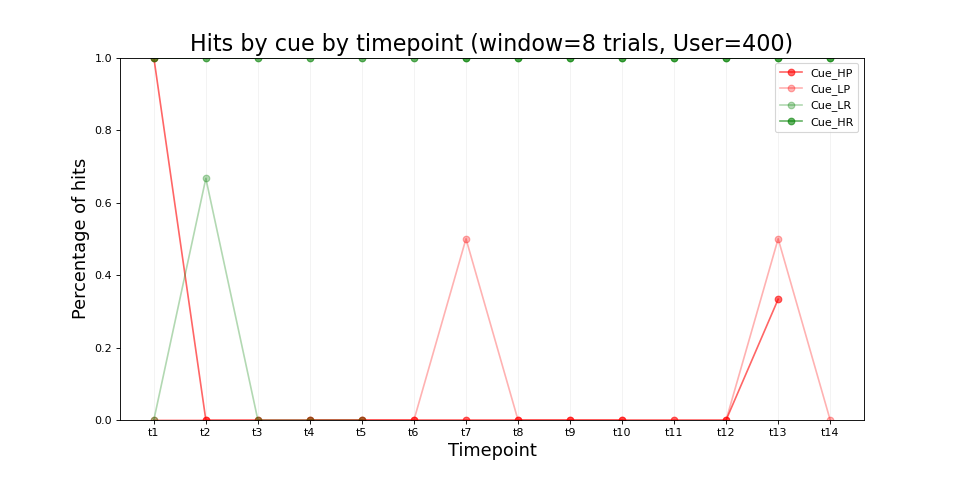 Hits by cue by timepoint (window=8 trials, User=400)
Percentage of hits
1.0
0.8
0.6
0.4
0.2
0.0
Cue_HP
Cue_LP
Cue_LR
Cue_HR
t1 t2 t3 t4 t5 t6 t7 t8 t9 t10 t11 t12 t13 t14
Timepoint